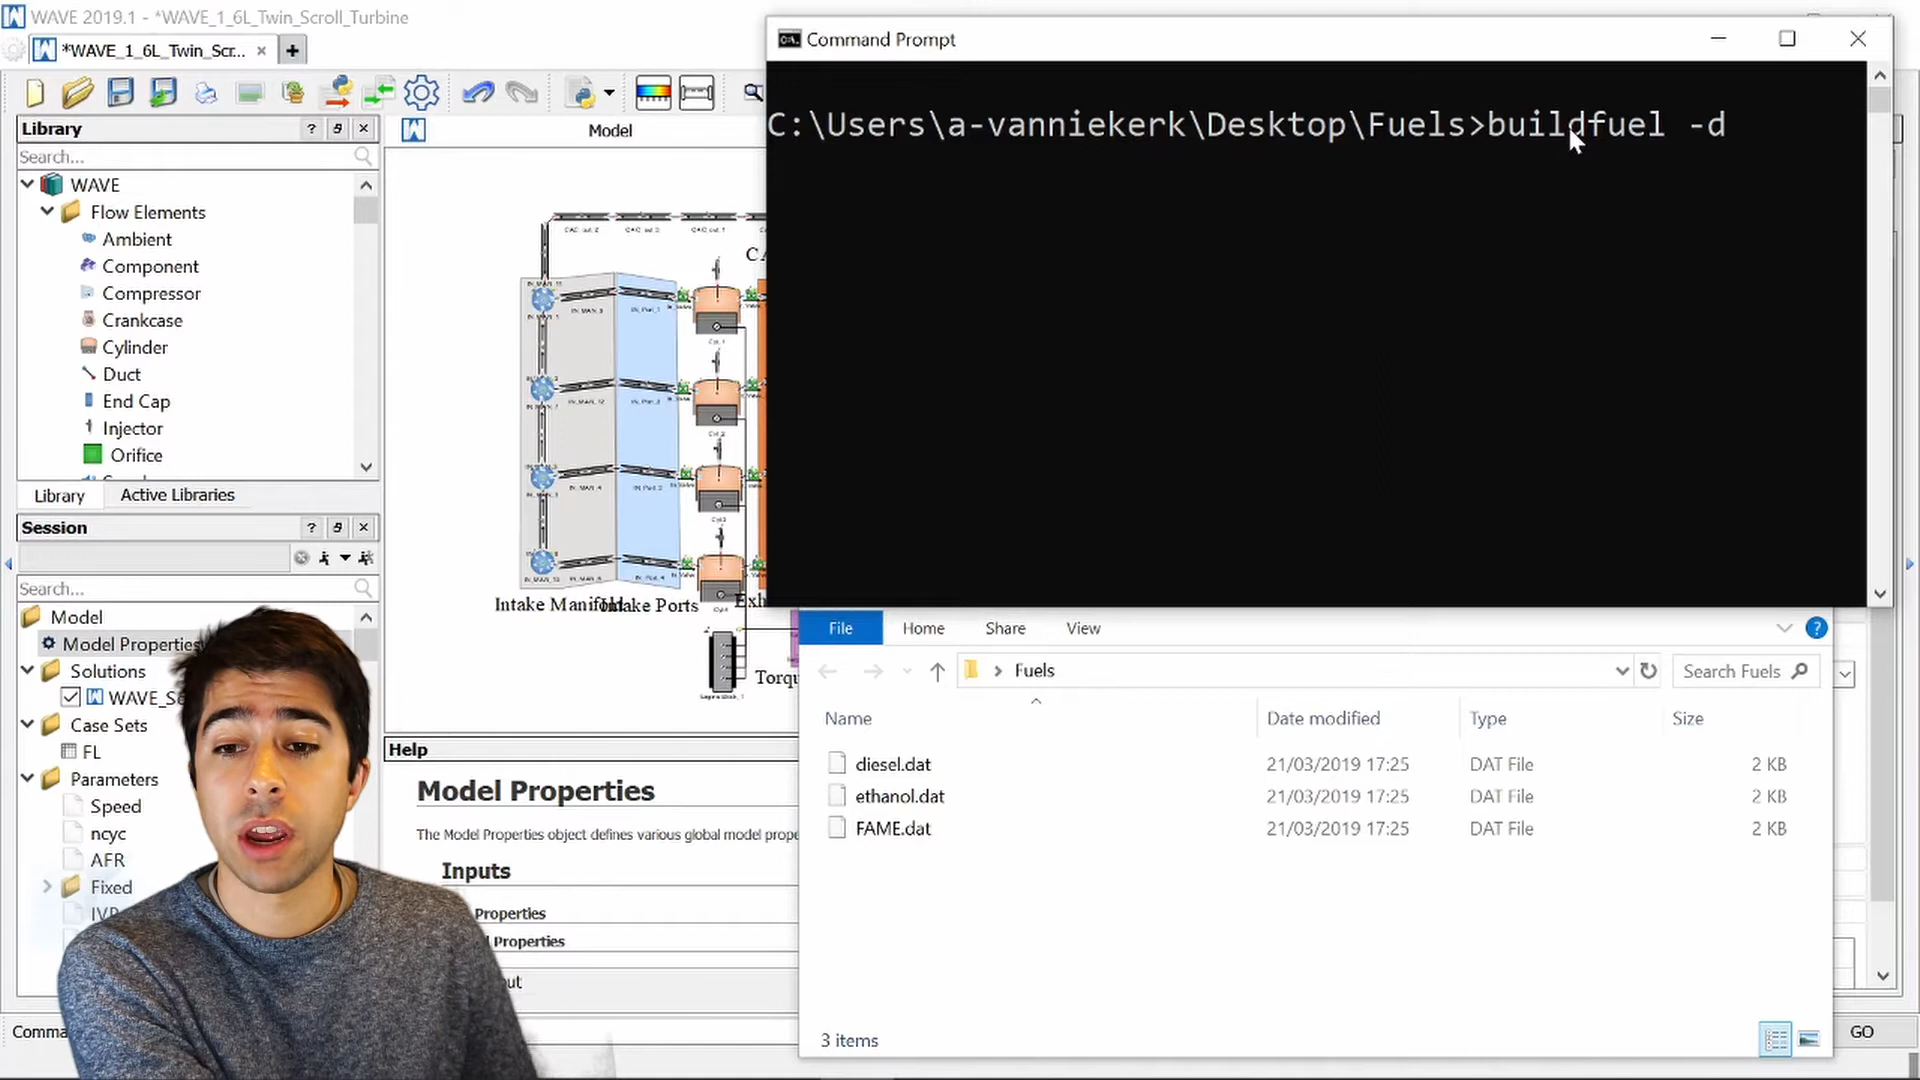 WAVE 2019.1 - *WAVE_1_6L_Twin_Scroll_Turbine
*WAVE_1_6L_Twin_Scr...
Command Prompt
C:\Users\a-vanniekerk\Desktop\Fuels>buildfuel -d
Library
Search...
WAVE
Flow Elements
Ambient
Component
Compressor
Crankcase
Cylinder
Duct
End Cap
Injector
Orifice
Library
Active Libraries
Model
Intake Manifold
Intake Ports
Session
Search...
Model
Model Properties
Solutions
Case Sets
FL
Parameters
Speed
ncyc
AFR
Fixed
Help
Model Properties
The Model Properties object defines various global model prope
Inputs
Properties
Properties
File
Home
Share
View
Fuels
Search Fuels
Name
Date modified
Type
Size
diesel.dat
21/03/2019 17:25
DAT File
2 KB
ethanol.dat
21/03/2019 17:25
DAT File
2 KB
FAME.dat
21/03/2019 17:25
DAT File
2 KB
3 items
GO